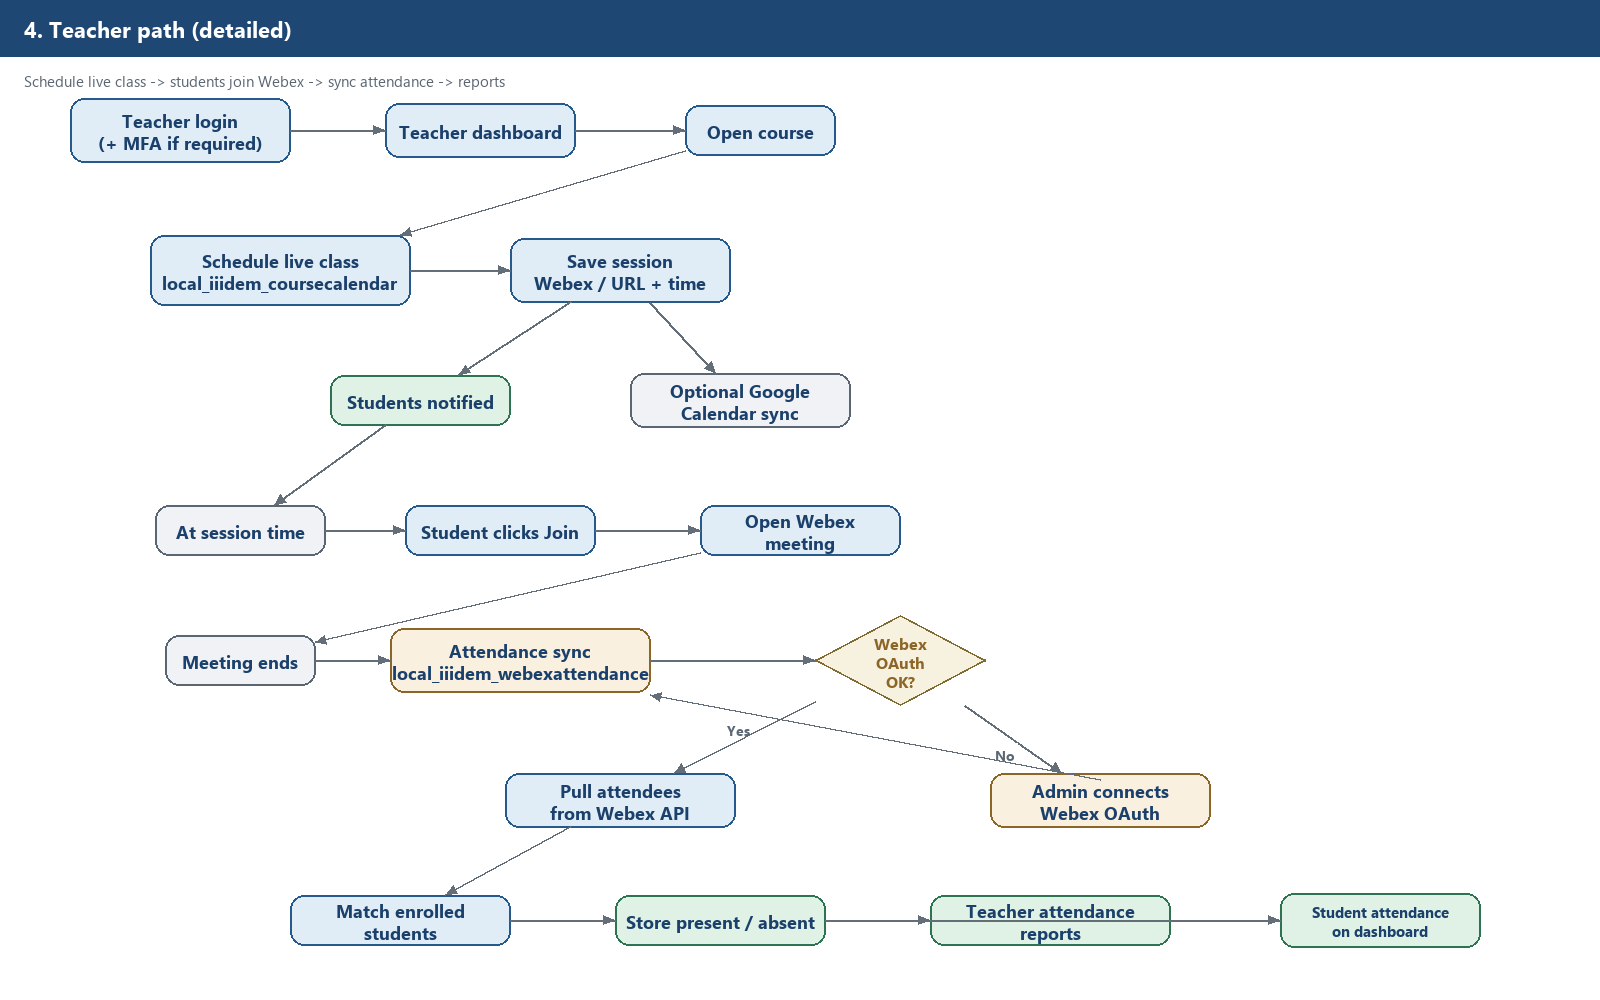 4. Teacher path (detailed)
Schedule live class -> students join Webex -> sync attendance -> reports
Teacher login
(+ MFA if required)
Teacher dashboard
Open course
Schedule live class
local_iiidem_coursecalendar
Save session
Webex / URL + time
Students notified
Optional Google
Calendar sync
At session time
Student clicks Join
Open Webex
meeting
Meeting ends
Attendance sync
local_iiidem_webexattendance
Webex
OAuth
OK?
Yes
No
Pull attendees
from Webex API
Admin connects
Webex OAuth
Match enrolled
students
Store present / absent
Teacher attendance
reports
Student attendance
on dashboard